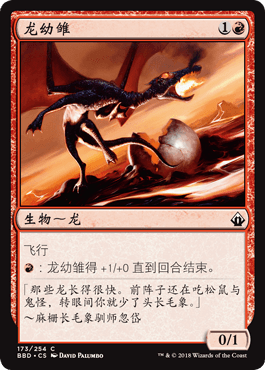 龙幼雏 1
生物~龙
飞行
:龙幼雏得 +1/+0 直到回合结束。
「那些龙长得很快。前阵子还在吃松鼠与
鬼怪,转眼间你就少了头长毛象。」
~麻栅长毛象驯师忽岱
0/1
173/254 C
BBD • CS DAVID PALUMBO
™ & © 2018 Wizards of the Coast